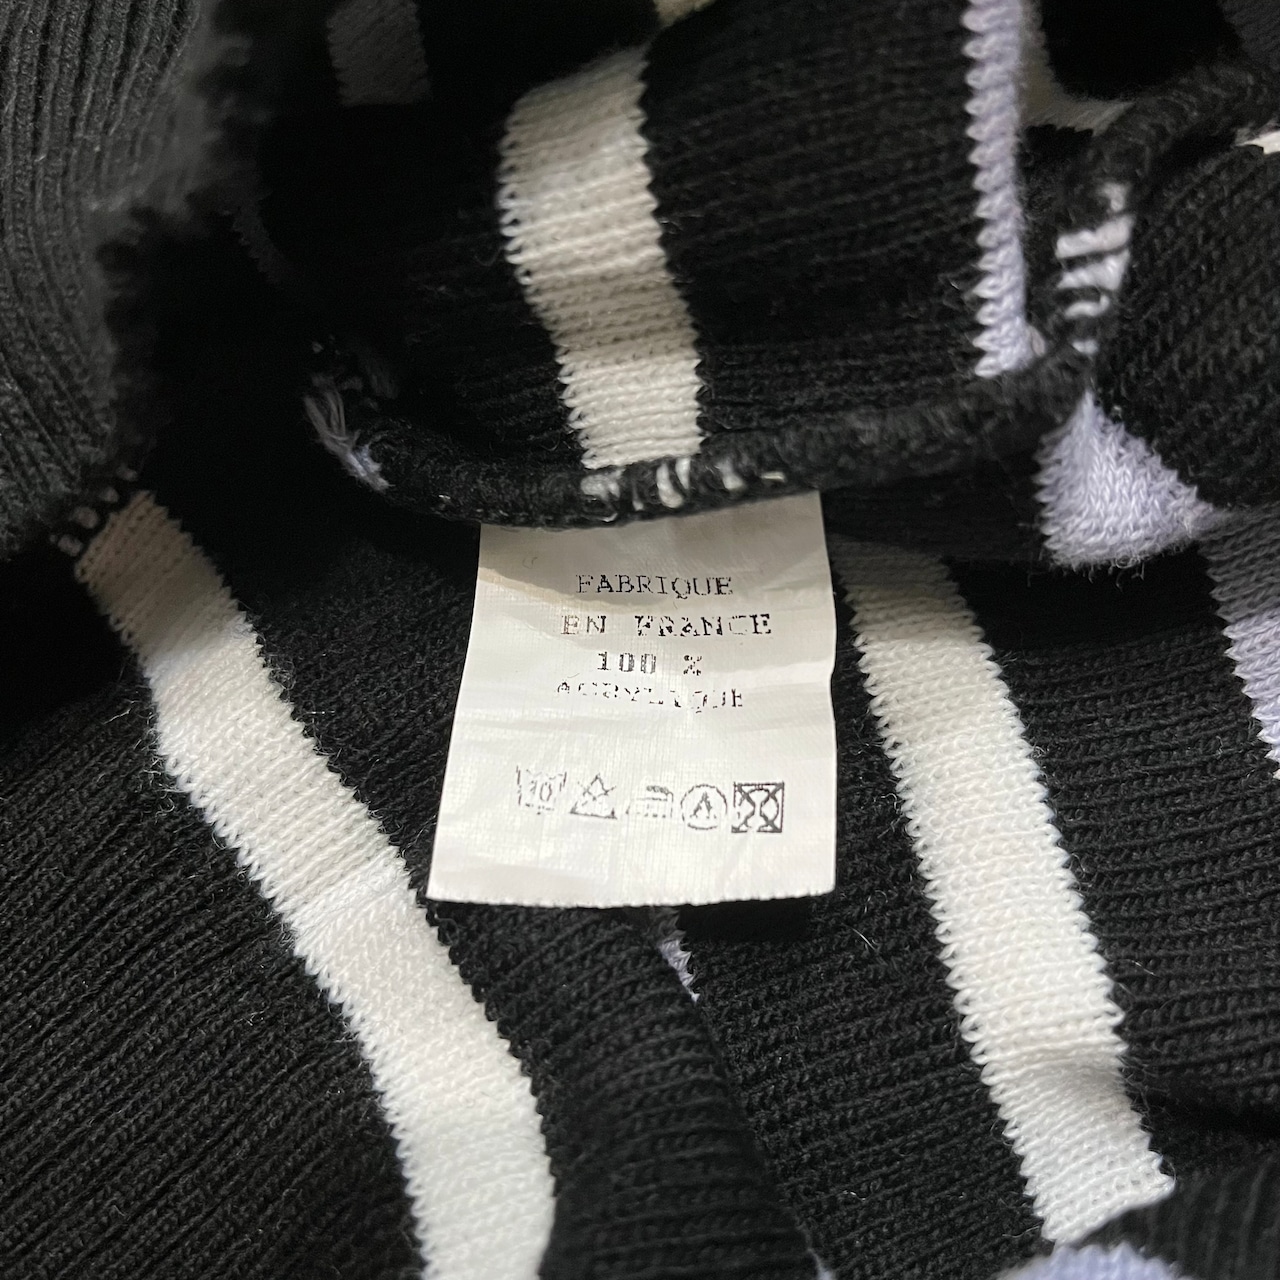 FABRIQUE
EN FRANCE
100 %
ACRYLIQUE